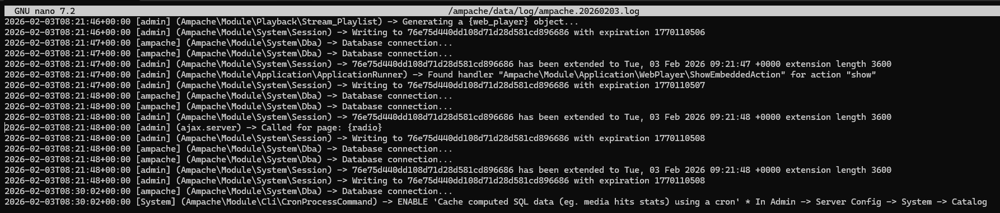 GNU nano 7.2 /ampache/data/log/ampache.20260203.log
2026-02-03T08:21:46+00:00 [admin] (Ampache\Module\Playback\Stream_Playlist) -> Generating a {web_player} object...
2026-02-03T08:21:46+00:00 [admin] (Ampache\Module\System\Session) -> Writing to 76e75d440dd108d71d28d581cd896686 with expiration 1770110506
2026-02-03T08:21:47+00:00 [ampache] (Ampache\Module\System\Dba) -> Database connection...
2026-02-03T08:21:47+00:00 [ampache] (Ampache\Module\System\Dba) -> Database connection...
2026-02-03T08:21:47+00:00 [admin] (Ampache\Module\System\Session) -> 76e75d440dd108d71d28d581cd896686 has been extended to Tue, 03 Feb 2026 09:21:47 +0000 extension length 3600
2026-02-03T08:21:47+00:00 [admin] (Ampache\Module\Application\ApplicationRunner) -> Found handler "Ampache\Module\Application\WebPlayer\ShowEmbeddedAction" for action "show"
2026-02-03T08:21:47+00:00 [admin] (Ampache\Module\System\Session) -> Writing to 76e75d440dd108d71d28d581cd896686 with expiration 1770110507
2026-02-03T08:21:48+00:00 [ampache] (Ampache\Module\System\Dba) -> Database connection...
2026-02-03T08:21:48+00:00 [ampache] (Ampache\Module\System\Dba) -> Database connection...
2026-02-03T08:21:48+00:00 [admin] (Ampache\Module\System\Session) -> 76e75d440dd108d71d28d581cd896686 has been extended to Tue, 03 Feb 2026 09:21:48 +0000 extension length 3600
2026-02-03T08:21:48+00:00 [admin] (ajax.server) -> Called for page: {radio}
2026-02-03T08:21:48+00:00 [admin] (Ampache\Module\System\Session) -> Writing to 76e75d440dd108d71d28d581cd896686 with expiration 1770110508
2026-02-03T08:21:48+00:00 [ampache] (Ampache\Module\System\Dba) -> Database connection...
2026-02-03T08:21:48+00:00 [ampache] (Ampache\Module\System\Dba) -> Database connection...
2026-02-03T08:21:48+00:00 [admin] (Ampache\Module\System\Session) -> 76e75d440dd108d71d28d581cd896686 has been extended to Tue, 03 Feb 2026 09:21:48 +0000 extension length 3600
2026-02-03T08:21:48+00:00 [admin] (Ampache\Module\System\Session) -> Writing to 76e75d440dd108d71d28d581cd896686 with expiration 1770110508
2026-02-03T08:30:02+00:00 [ampache] (Ampache\Module\System\Dba) -> Database connection...
2026-02-03T08:30:02+00:00 [System] (Ampache\Module\Cli\CronProcessCommand) -> ENABLE 'Cache computed SQL data (eg. media hits stats) using a cron' * In Admin -> Server Config -> System -> Catalog